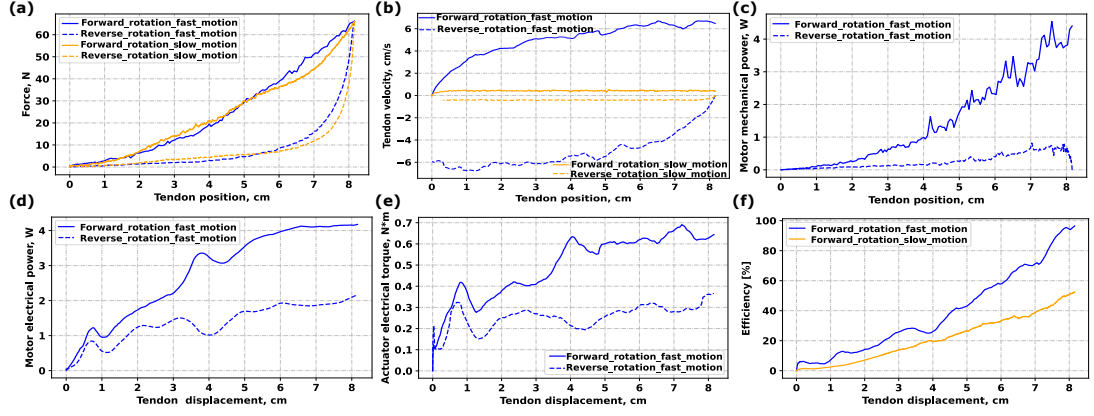 (a)
Forward_rotation_fast_motion
Reverse_rotation_fast_motion
Forward_rotation_slow_motion
Reverse_rotation_slow_motion
Force, N
60
50
40
30
20
10
0
0 1 2 3 4 5 6 7 8
Tendon position, cm
(b)
Forward_rotation_fast_motion
Reverse_rotation_fast_motion
Tendon velocity, cm/s
6
4
2
0
−2
−4
−6
Forward_rotation_slow_motion
Reverse_rotation_slow_motion
0 1 2 3 4 5 6 7 8
Tendon position, cm
(c)
Forward_rotation_fast_motion
Reverse_rotation_fast_motion
Motor mechanical power, W
4
3
2
1
0
0 1 2 3 4 5 6 7 8
Tendon position, cm
(d)
Forward_rotation_fast_motion
Reverse_rotation_fast_motion
Motor electrical power, W
4
2
1
0
0 1 2 3 4 5 6 7 8
Tendon displacement, cm
(e)
Actuator electrical torque, N*m
0.7
0.6
0.5
0.4
0.3
0.2
0.1
0.0
Forward_rotation_fast_motion
Reverse_rotation_fast_motion
0 1 2 3 4 5 6 7 8
Tendon displacement, cm
(f)
Forward_rotation_fast_motion
Forward_rotation_slow_motion
Efficiency [%]
100
80
60
40
20
0
0 1 2 3 4 5 6 7 8
Tendon displacement, cm